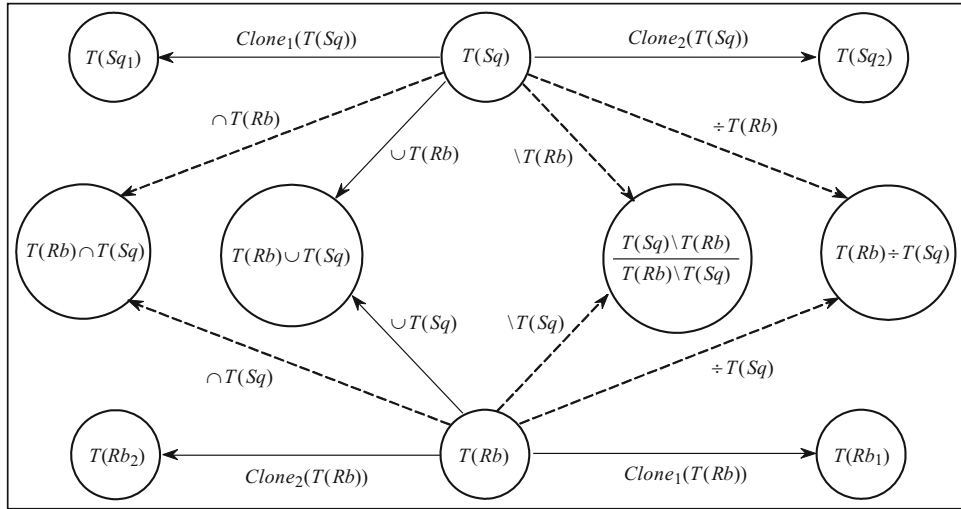 Clone₁(T(Sq))
Clone₂(T(Sq))
T(Sq₁)
T(Sq)
T(Sq₂)
∩T(Rb)
∪T(Rb)
\T(Rb)
÷T(Rb)
T(Rb)∩T(Sq)
T(Rb)∪T(Sq)
T(Sq)\T(Rb)
T(Rb)\T(Sq)
T(Rb)÷T(Sq)
∩T(Sq)
∪T(Sq)
\T(Sq)
÷T(Sq)
T(Rb₂)
T(Rb)
T(Rb₁)
Clone₂(T(Rb))
Clone₁(T(Rb))